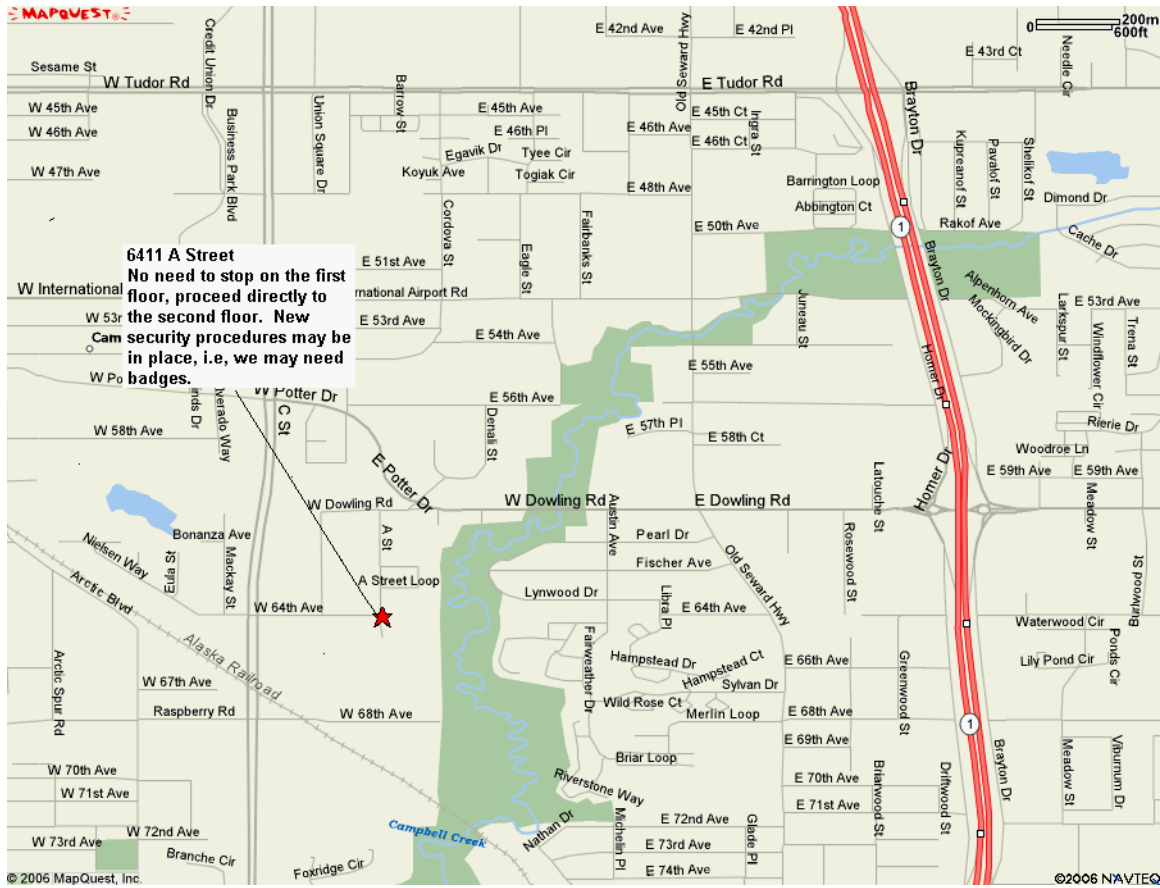 MAPQUEST
200m
0
600ft
E 42nd Ave
E 42nd Pl
E 43rd Ct
Credit Union Dr
Old Seward Hwy
Needle Cir
Sesame St
W Tudor Rd
E Tudor Rd
Barrow St
Brayton Dr
W 45th Ave
Union Square Dr
E 45th Ave
E 45th Ct
Ingra St
W 46th Ave
Business Park Blvd
E 46th Pl
E 46th Ave
E 46th Ct
Kupreanof St
Pavalof St
Shelikof St
Egavik Dr
Tyee Cir
W 47th Ave
Koyuk Ave
Togiak Cir
E 48th Ave
Barrington Loop
Abbington Ct
Dimond Dr
Cordova St
Fairbanks St
E 50th Ave
1
Rakof Ave
Cache Dr
Eagle St
6411 A Street
No need to stop on the first
floor, proceed directly to
the second floor. New
security procedures may be
in place, i.e, we may need
badges.
E 51st Ave
Brayton Dr
Alpenhorn Ave
W International
rnational Airport Rd
Juneau St
Mockingbird Dr
Larkspur St
E 53rd Ave
W 53r
E 53rd Ave
Windflower Cir
Trena St
Cam
E 54th Ave
Homer Dr
E 55th Ave
W Po
W Potter Dr
E 56th Ave
nds Dr
lverado Way
C St
Denali St
E 57th Pl
E 58th Ct
Rierie Dr
W 58th Ave
Woodroe Ln
E Potter Dr
Latouche St
Homer Dr
E 59th Ave
E 59th Ave
W Dowling Rd
W Dowling Rd
Austin Ave
E Dowling Rd
Meadow St
Bonanza Ave
A St
Pearl Dr
Rosewood St
Nielsen Way
Eula St
Mackay St
Fischer Ave
Old Seward Hwy
Arctic Blvd
A Street Loop
Lynwood Dr
Libra Pl
Burlwood St
W 64th Ave
E 64th Ave
Waterwood Cir
Alaska Railroad
Fairweather Dr
Hampstead Dr
Hampstead Ct
E 66th Ave
Greenwood St
Lily Pond Cir
Ponds Cir
Arctic Spur Rd
W 67th Ave
Sylvan Dr
Wild Rose Ct
Raspberry Rd
W 68th Ave
Merlin Loop
E 68th Ave
1
E 69th Ave
Briar Loop
Brayton Dr
Meadow St
Viburnum Dr
W 70th Ave
Riverstone Way
E 70th Ave
Briarwood St
Driftwood St
W 71st Ave
E 71st Ave
Michelin Pl
Glade Pl
W 72nd Ave
Campbell Creek
Nathan Dr
E 72nd Ave
W 73rd Ave
E 73rd Ave
Branche Cir
Foxridge Cir
E 74th Ave
© 2006 MapQuest, Inc.
©2006 NAVTEQ